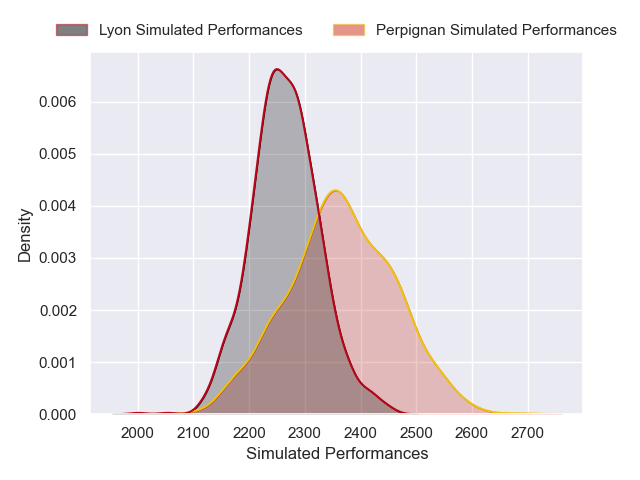 Lyon Simulated Performances Perpignan Simulated Performances
0.006
0.005
0.004
0.003
0.002
0.001
0.000
Density
2000 2100 2200 2300 2400 2500 2600 2700
Simulated Performances